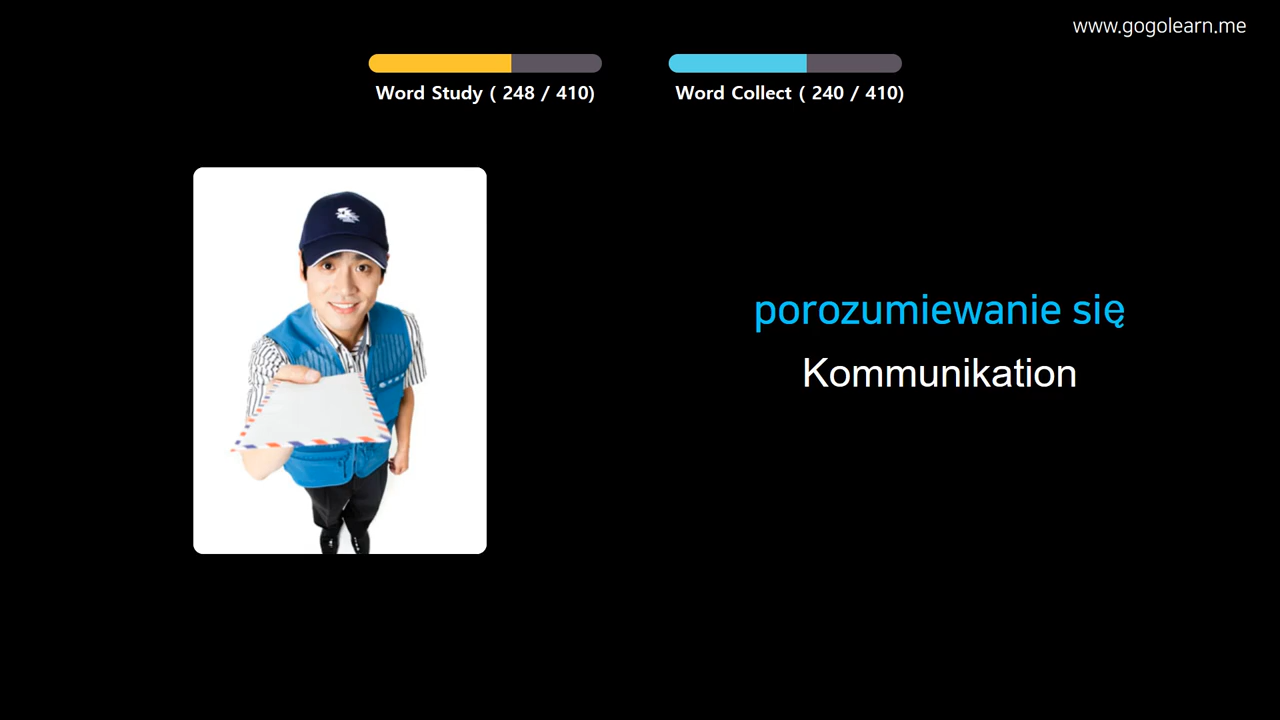 www.gogolearn.me
Word Study ( 248 / 410)
Word Collect ( 240 / 410)
porozumiewanie się
Kommunikation